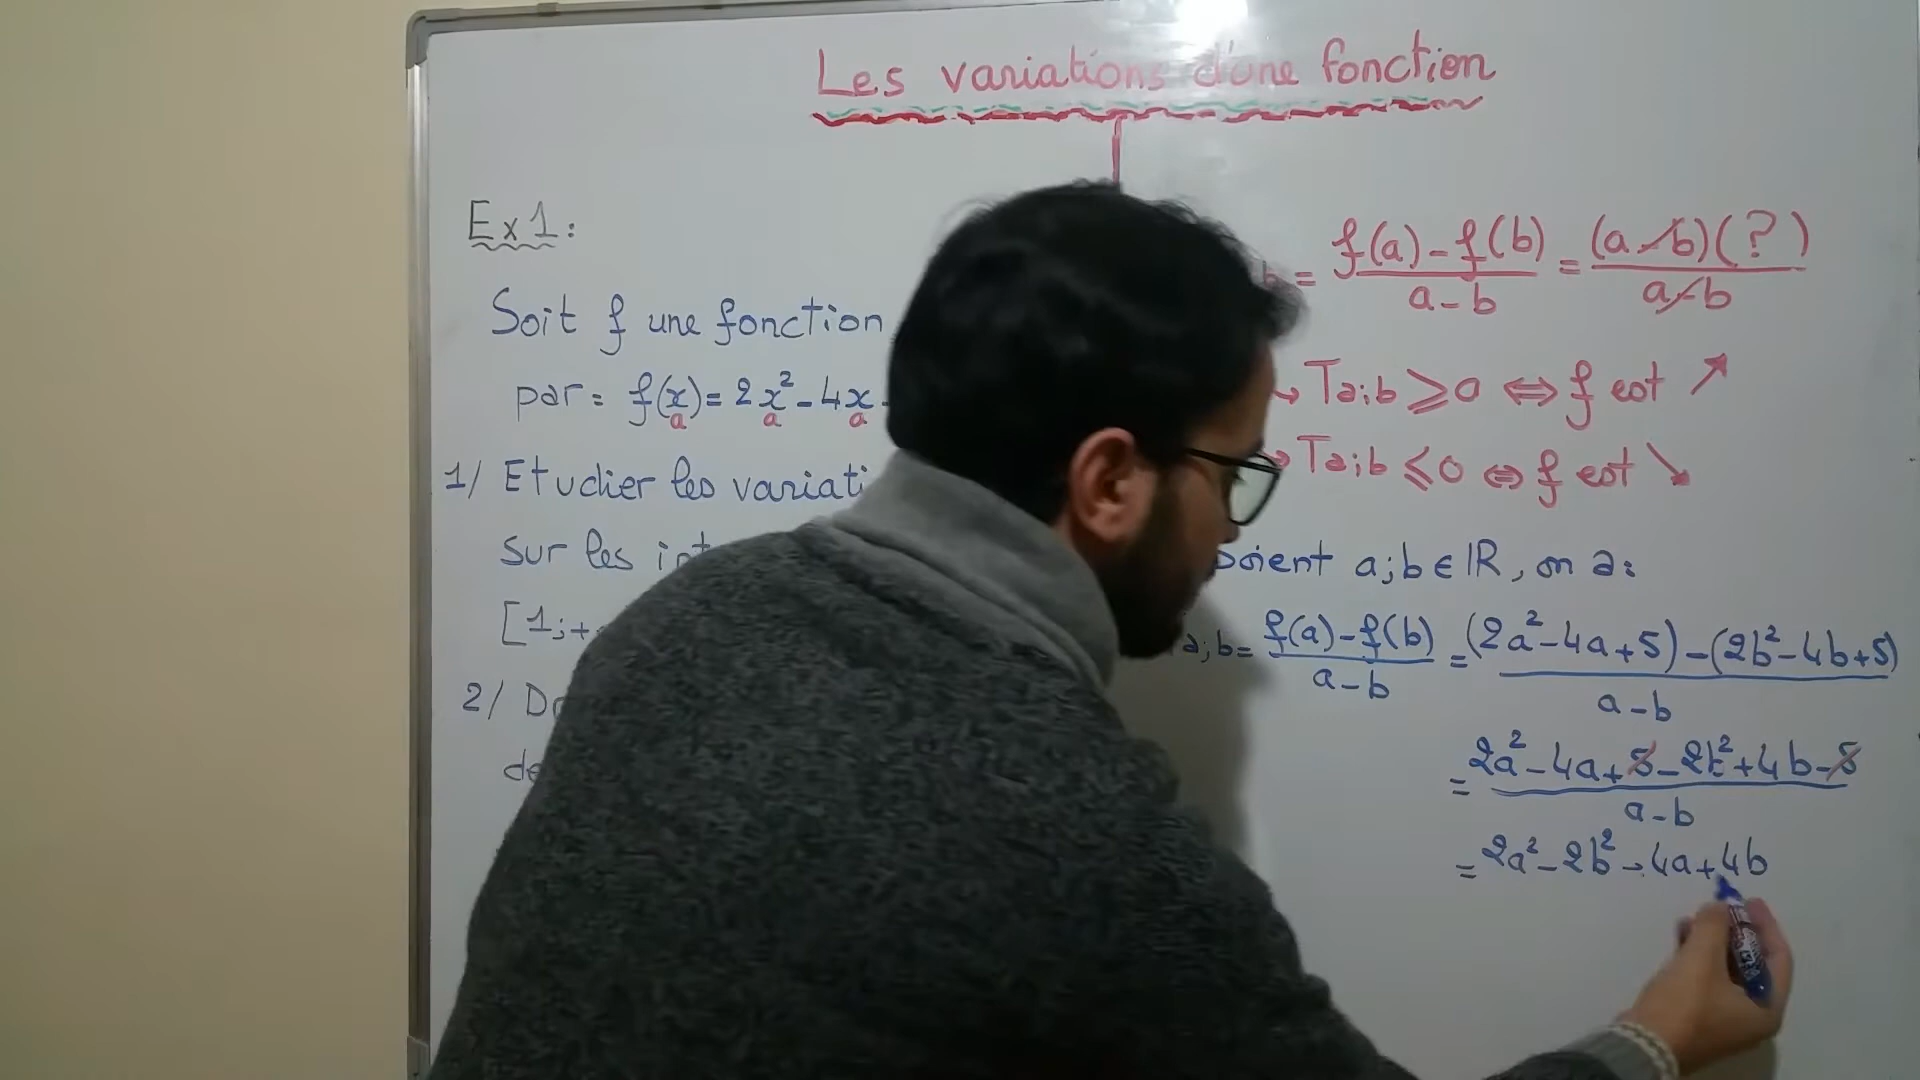 Les variations d'une fonction
Ex1:
Soit f une fonction
par: f(x) = 2x² - 4x
a a a
1/ Etudier les variati
sur les int
[1;+
2/ D
de
b = f(a)-f(b) / a-b = (a-b)(?) / a-b
→ Ta;b ⩾ 0 ⇔ f est ↗
→ Ta;b ⩽ 0 ⇔ f est ↘
Soient a;b ∈ IR, on a:
a;b = f(a)-f(b) / a-b = (2a²-4a+5)-(2b²-4b+5) / a-b
= 2a²-4a+5-2b²+4b-5 / a-b
= 2a²-2b²-4a+4b